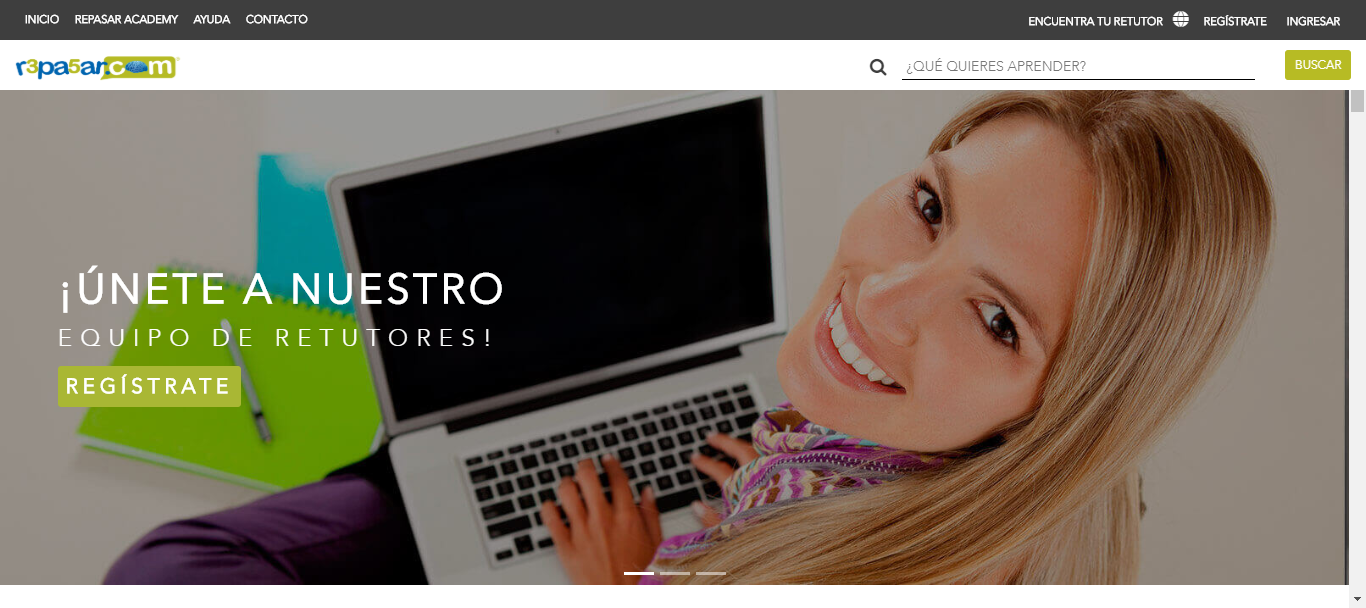 INICIO REPASAR ACADEMY AYUDA CONTACTO ENCUENTRA TU RETUTOR REGÍSTRATE INGRESAR
r3pa5ar.com ¿QUÉ QUIERES APRENDER? BUSCAR
¡ÚNETE A NUESTRO
EQUIPO DE RETUTORES!
REGÍSTRATE